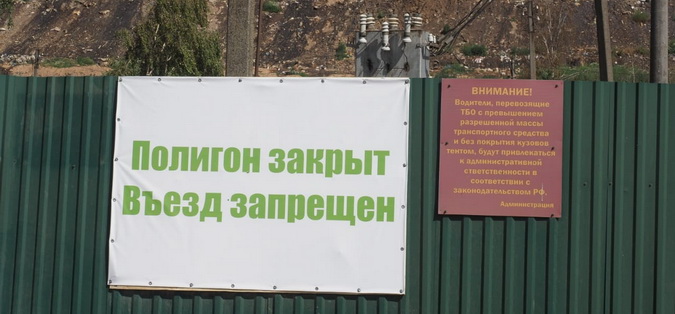 Полигон закрыт
Въезд запрещен
ВНИМАНИЕ!
Водители, перевозящие
ТБО с превышением
разрешенной массы
транспортного средства
и без покрытия кузовов
тентом, будут привлекаться
к административной
ответственности в
соответствии с
законодательством РФ.
Администрация